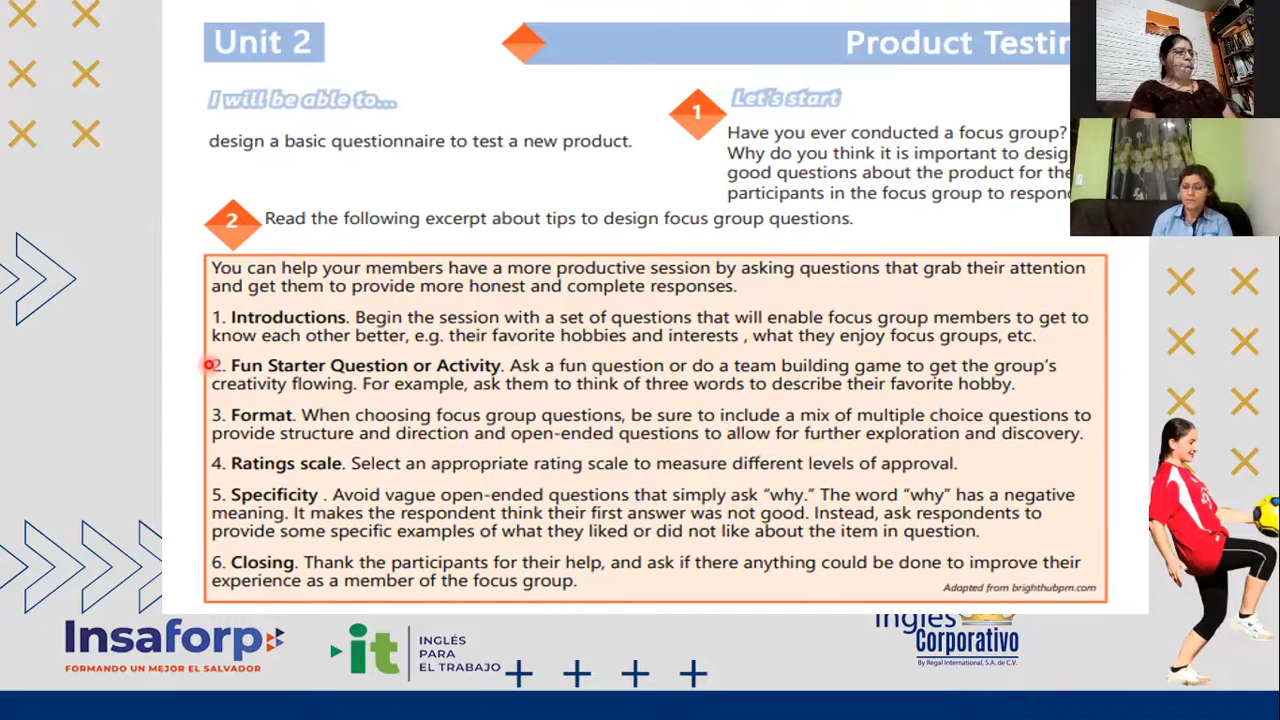 Unit 2
Product Testin
I will be able to...
design a basic questionnaire to test a new product.
1
Let's start
Have you ever conducted a focus group?
Why do you think it is important to desig
good questions about the product for the
participants in the focus group to respon
2
Read the following excerpt about tips to design focus group questions.
You can help your members have a more productive session by asking questions that grab their attention
and get them to provide more honest and complete responses.
1. Introductions. Begin the session with a set of questions that will enable focus group members to get to
know each other better, e.g. their favorite hobbies and interests , what they enjoy focus groups, etc.
2. Fun Starter Question or Activity. Ask a fun question or do a team building game to get the group's
creativity flowing. For example, ask them to think of three words to describe their favorite hobby.
3. Format. When choosing focus group questions, be sure to include a mix of multiple choice questions to
provide structure and direction and open-ended questions to allow for further exploration and discovery.
4. Ratings scale. Select an appropriate rating scale to measure different levels of approval.
5. Specificity . Avoid vague open-ended questions that simply ask “why.” The word “why” has a negative
meaning. It makes the respondent think their first answer was not good. Instead, ask respondents to
provide some specific examples of what they liked or did not like about the item in question.
6. Closing. Thank the participants for their help, and ask if there anything could be done to improve their
experience as a member of the focus group.
Adapted from brighthubpm.com
Insaforp
FORMANDO UN MEJOR EL SALVADOR
it
INGLÉS
PARA
EL TRABAJO
Inglés
Corporativo
By Regal International, S.A. de C.V.